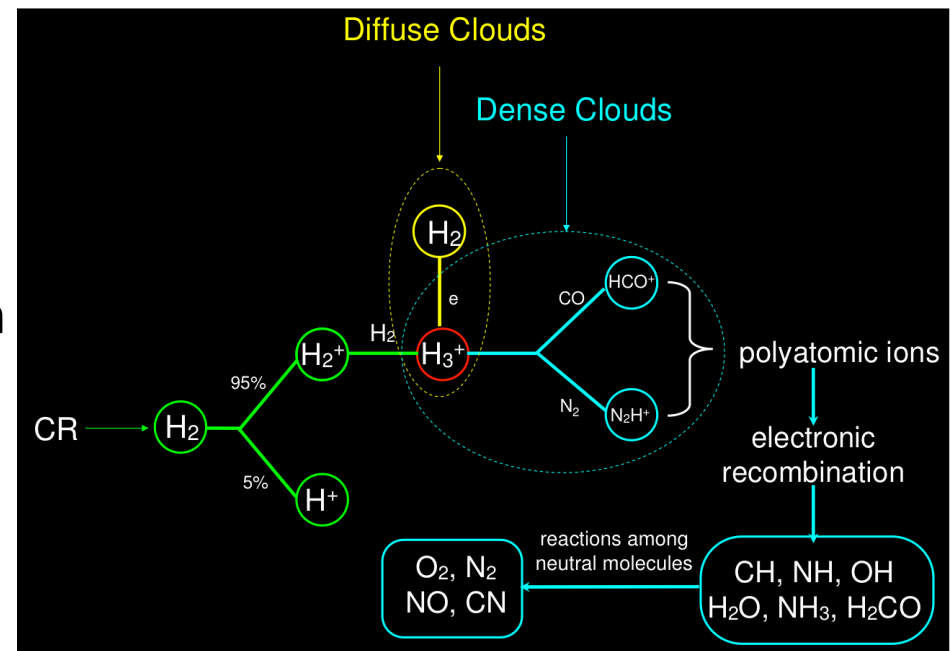 Diffuse Clouds
Dense Clouds
H₂
e
CO
HCO⁺
H₂
H₂⁺
H₃⁺
95%
N₂
N₂H⁺
CR
H₂
5%
H⁺
polyatomic ions
electronic
recombination
reactions among
neutral molecules
O₂, N₂
NO, CN
CH, NH, OH
H₂O, NH₃, H₂CO